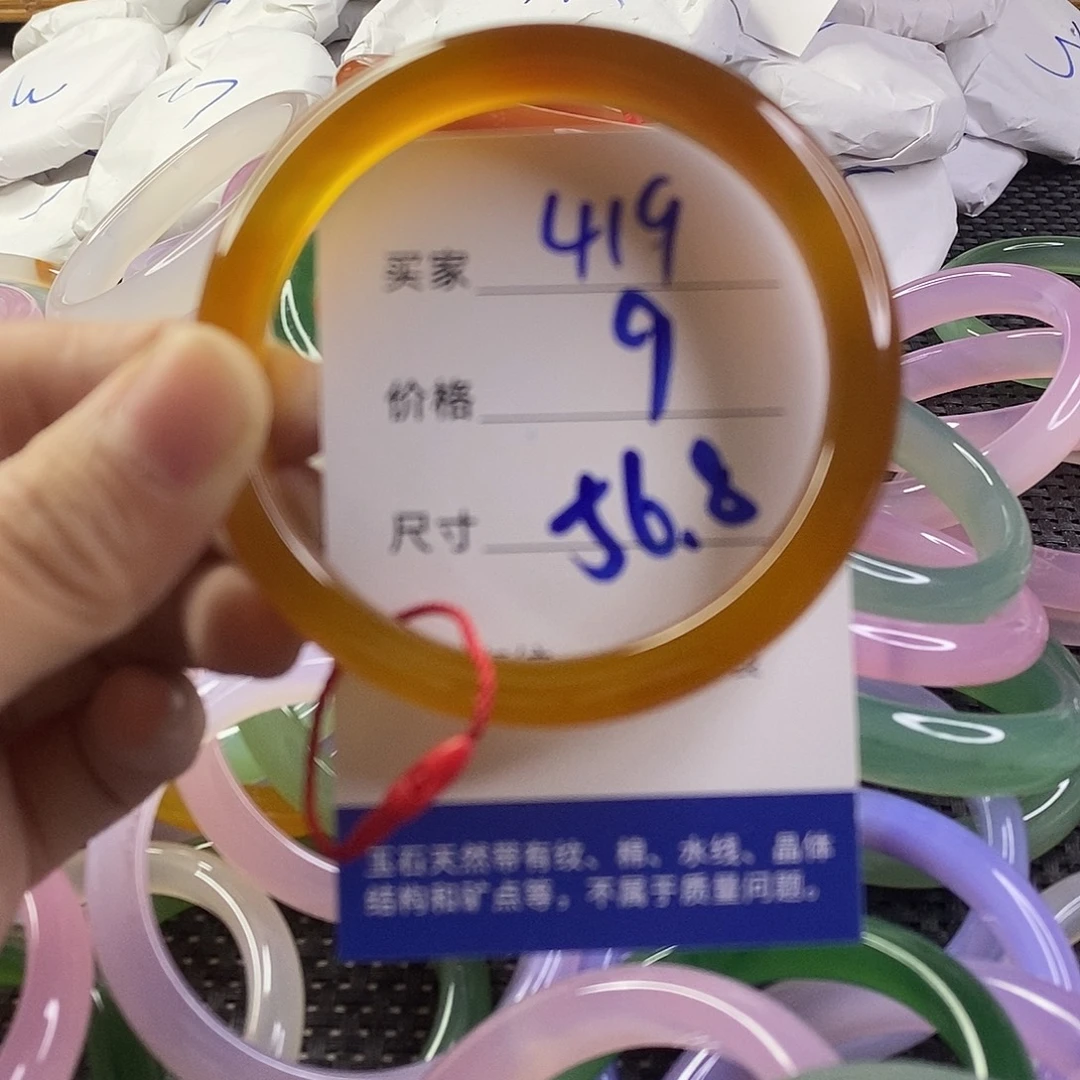 买家 419
价格 9
尺寸 56.8
玉石天然带有纹、棉、水线、晶体
结构和矿点等，不属于质量问题。